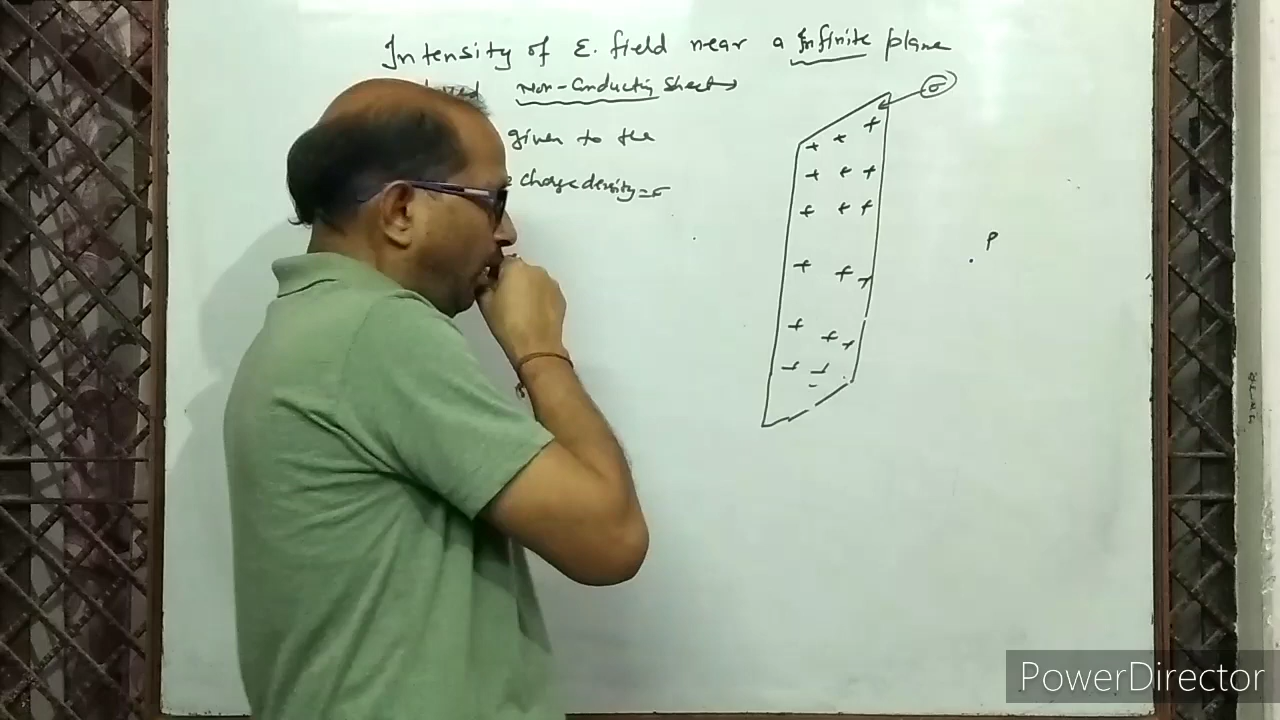 Intensity of E. field near a infinite plane
Non-Conducting Sheet →
given to the
charge density = σ
σ
P
PowerDirector